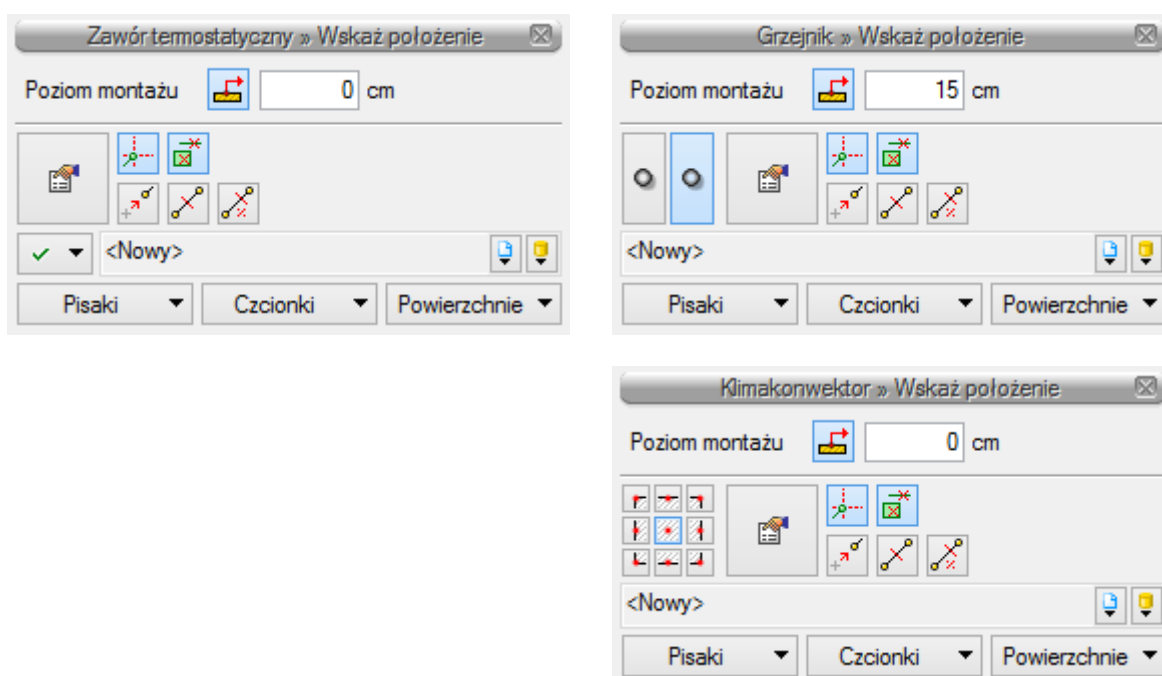 Zawór termostatyczny » Wskaż położenie
Poziom montażu 0 cm
<Nowy>
Pisaki Czcionki Powierzchnie
Grzejnik » Wskaż położenie
Poziom montażu 15 cm
<Nowy>
Pisaki Czcionki Powierzchnie
Klimakonwektor » Wskaż położenie
Poziom montażu 0 cm
<Nowy>
Pisaki Czcionki Powierzchnie